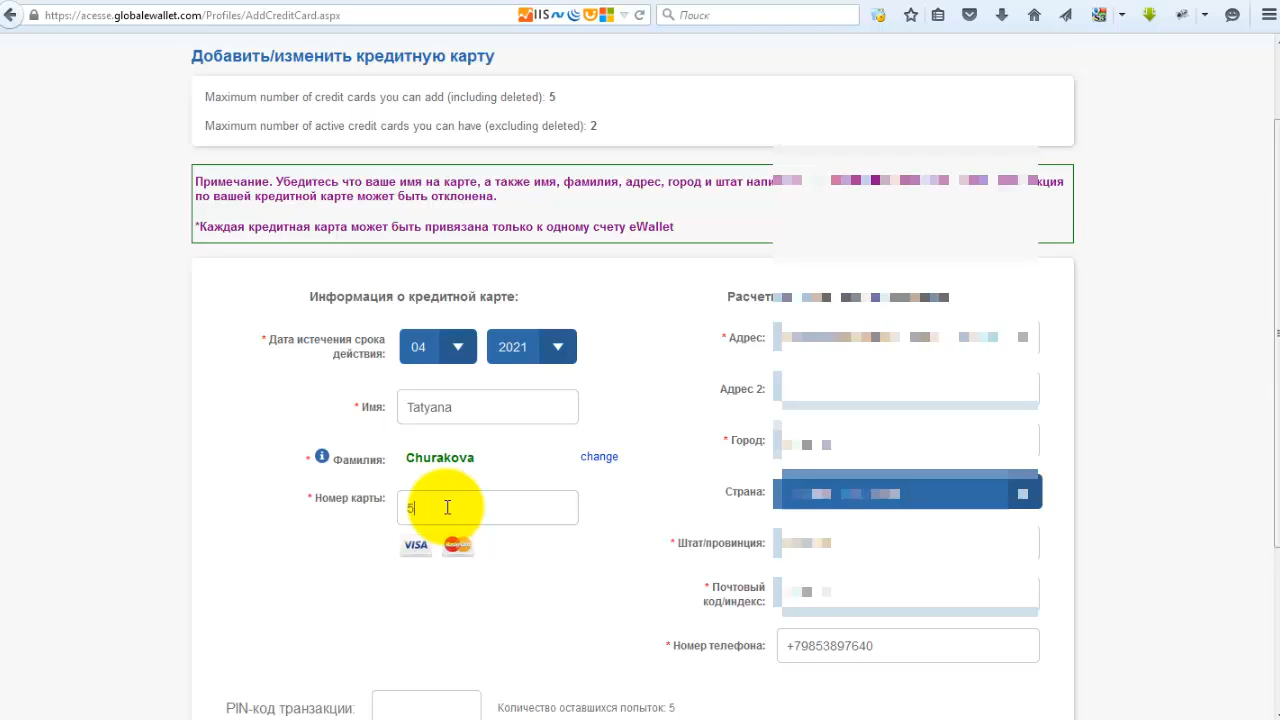 https://acesse.globalewallet.com/Profiles/AddCreditCard.aspx
IIS
Поиск
Добавить/изменить кредитную карту
Maximum number of credit cards you can add (including deleted): 5
Maximum number of active credit cards you can have (excluding deleted): 2
Примечание. Убедитесь что ваше имя на карте, а также имя, фамилия, адрес, город и штат напи
кция
по вашей кредитной карте может быть отклонена.
*Каждая кредитная карта может быть привязана только к одному счету eWallet
Информация о кредитной карте:
* Дата истечения срока
действия:
04
2021
* Имя:
Tatyana
* Фамилия:
Churakova
change
* Номер карты:
5
VISA
MasterCard
Расчетн
* Адрес:
Адрес 2:
* Город:
Страна:
* Штат/провинция:
* Почтовый
код/индекс:
* Номер телефона:
+79853897640
PIN-код транзакции:
Количество оставшихся попыток: 5